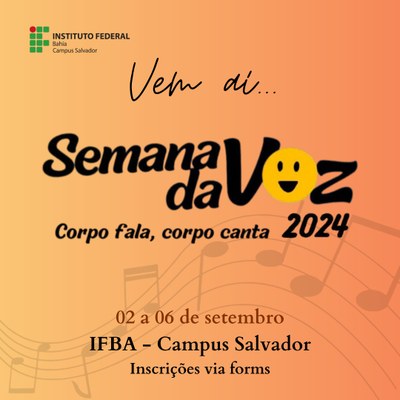 INSTITUTO FEDERAL
Bahia
Campus Salvador
Vem aí...
Semana
da Voz
Corpo fala, corpo canta 2024
02 a 06 de setembro
IFBA - Campus Salvador
Inscrições via forms